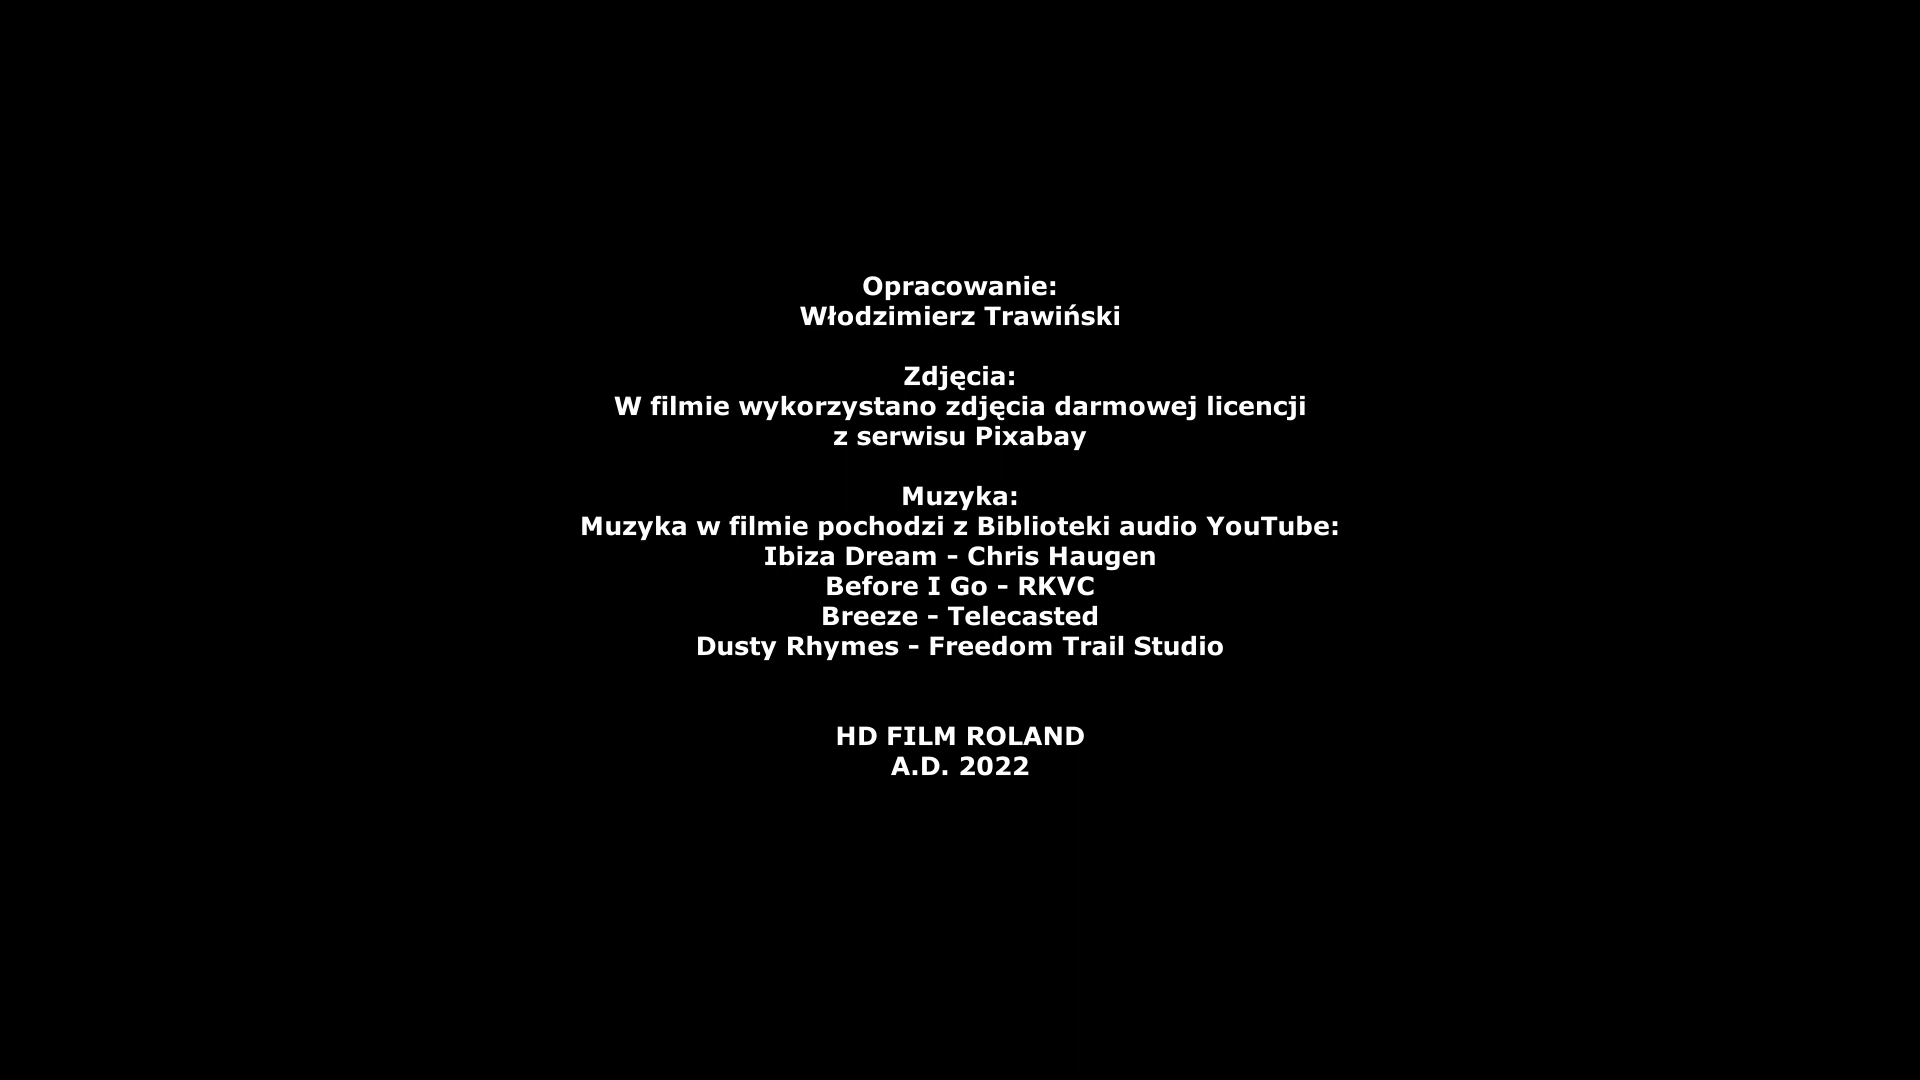 Opracowanie:
Włodzimierz Trawiński
Zdjęcia:
W filmie wykorzystano zdjęcia darmowej licencji
z serwisu Pixabay
Muzyka:
Muzyka w filmie pochodzi z Biblioteki audio YouTube:
Ibiza Dream - Chris Haugen
Before I Go - RKVC
Breeze - Telecasted
Dusty Rhymes - Freedom Trail Studio
HD FILM ROLAND
A.D. 2022